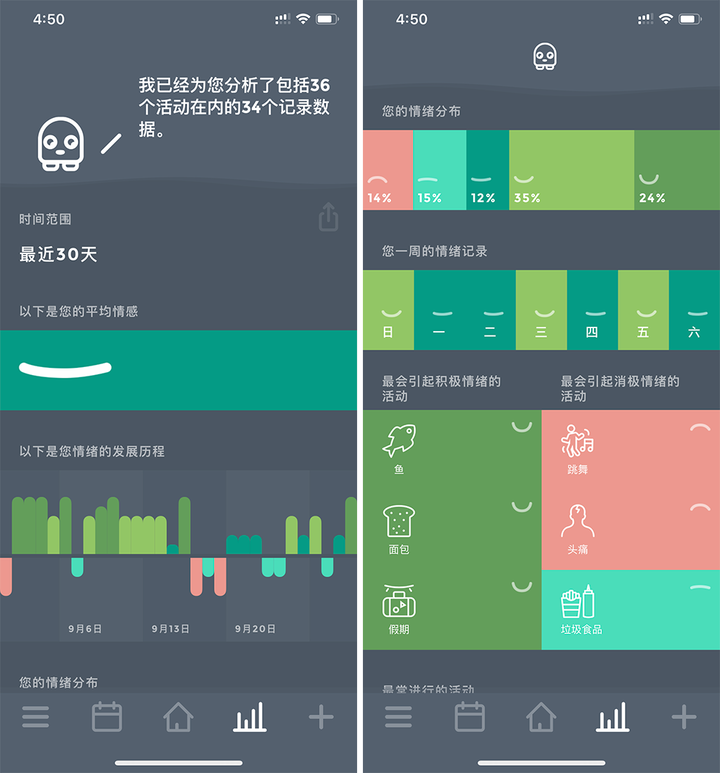 4:50
我已经为您分析了包括36
个活动在内的34个记录数
据。
时间范围
最近30天
以下是您的平均情感
以下是您情绪的发展历程
9月6日
9月13日
9月20日
您的情绪分布
4:50
您的情绪分布
14%
15%
12%
35%
24%
您一周的情绪记录
日
一
二
三
四
五
六
最会引起积极情绪的
活动
最会引起消极情绪的
活动
鱼
跳舞
面包
头痛
假期
垃圾食品
最常进行的活动